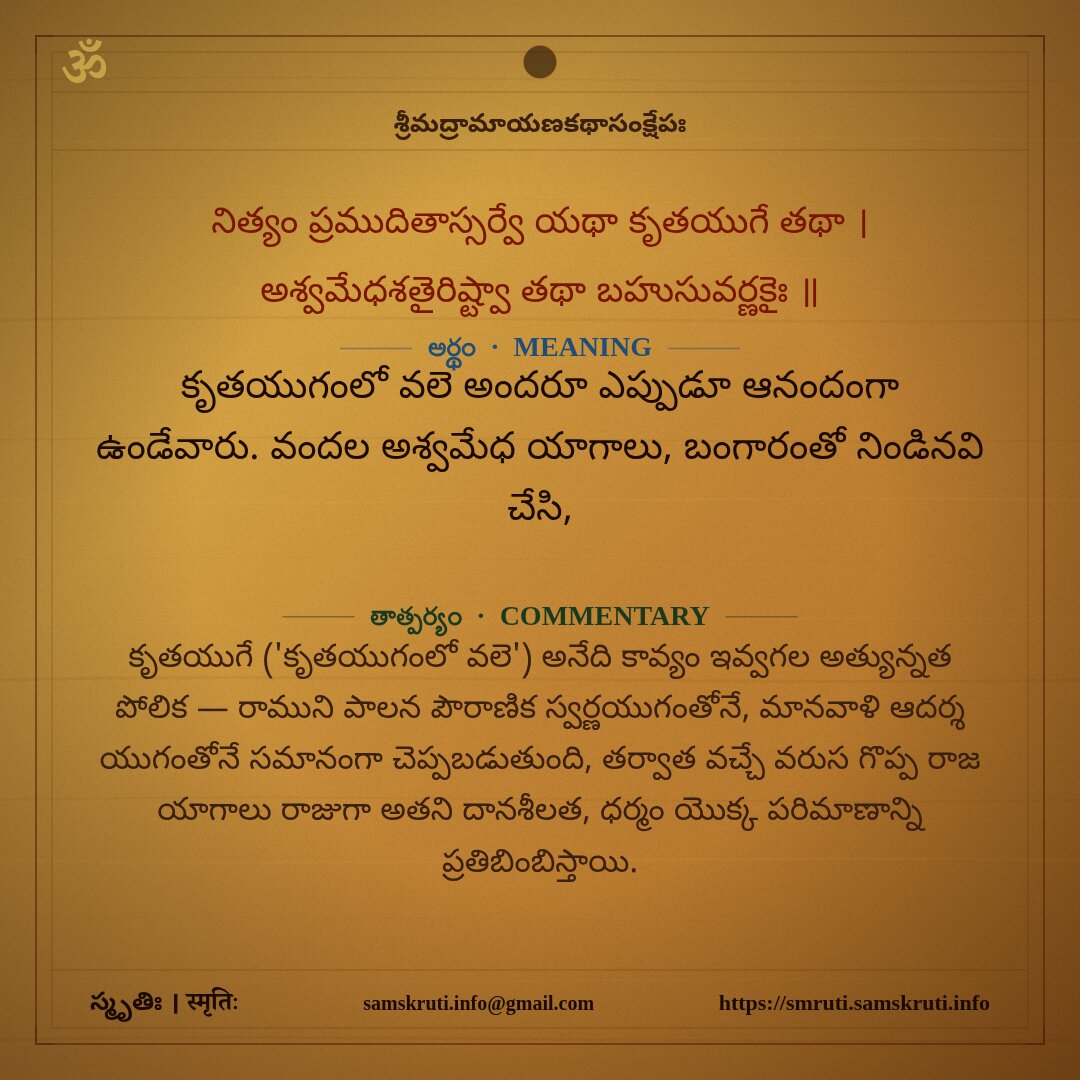 ॐ
శ్రీమద్రామాయణకథాసంక్షేపః
నిత్యం ప్రముదితాస్సర్వే యథా కృతయుగే తథా ।
అశ్వమేధశతైరిష్ట్వా తథా బహుసువర్ణకైః ॥
అర్థం · MEANING
కృతయుగంలో వలె అందరూ ఎప్పుడూ ఆనందంగా
ఉండేవారు. వందల అశ్వమేధ యాగాలు, బంగారంతో నిండినవి
చేసి,
తాత్పర్యం · COMMENTARY
కృతయుగే ('కృతయుగంలో వలె') అనేది కావ్యం ఇవ్వగల అత్యున్నత
పోలిక — రాముని పాలన పౌరాణిక స్వర్ణయుగంతోనే, మానవాళి ఆదర్శ
యుగంతోనే సమానంగా చెప్పబడుతుంది, తర్వాత వచ్చే వరుస గొప్ప రాజ
యాగాలు రాజుగా అతని దానశీలత, ధర్మం యొక్క పరిమాణాన్ని
ప్రతిబింబిస్తాయి.
స్మృతిః | स्मृतिः samskruti.info@gmail.com https://smruti.samskruti.info